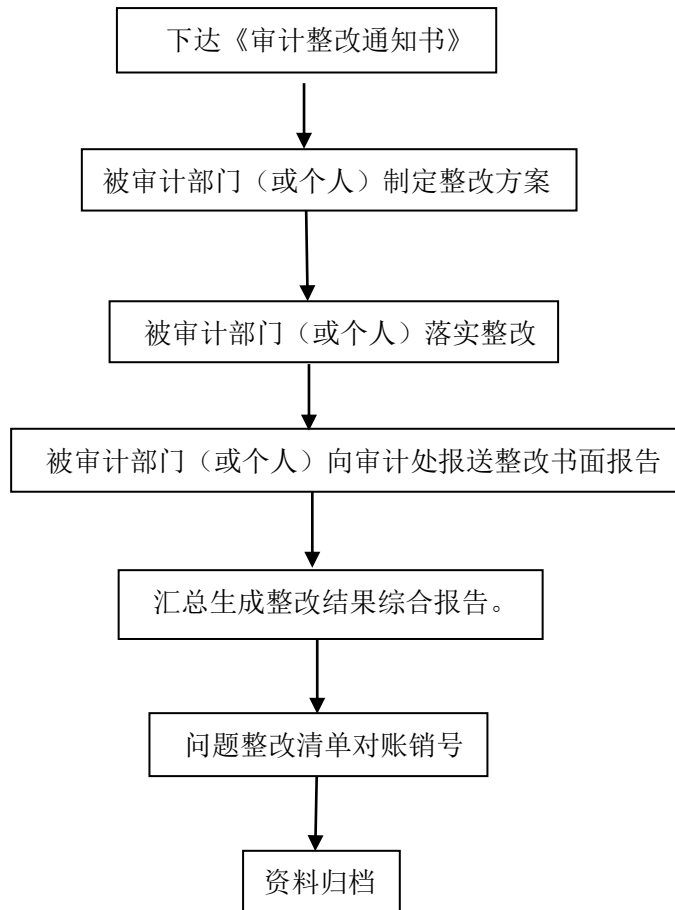 下达《审计整改通知书》
被审计部门（或个人）制定整改方案
被审计部门（或个人）落实整改
被审计部门（或个人）向审计处报送整改书面报告
汇总生成整改结果综合报告。
问题整改清单对账销号
资料归档